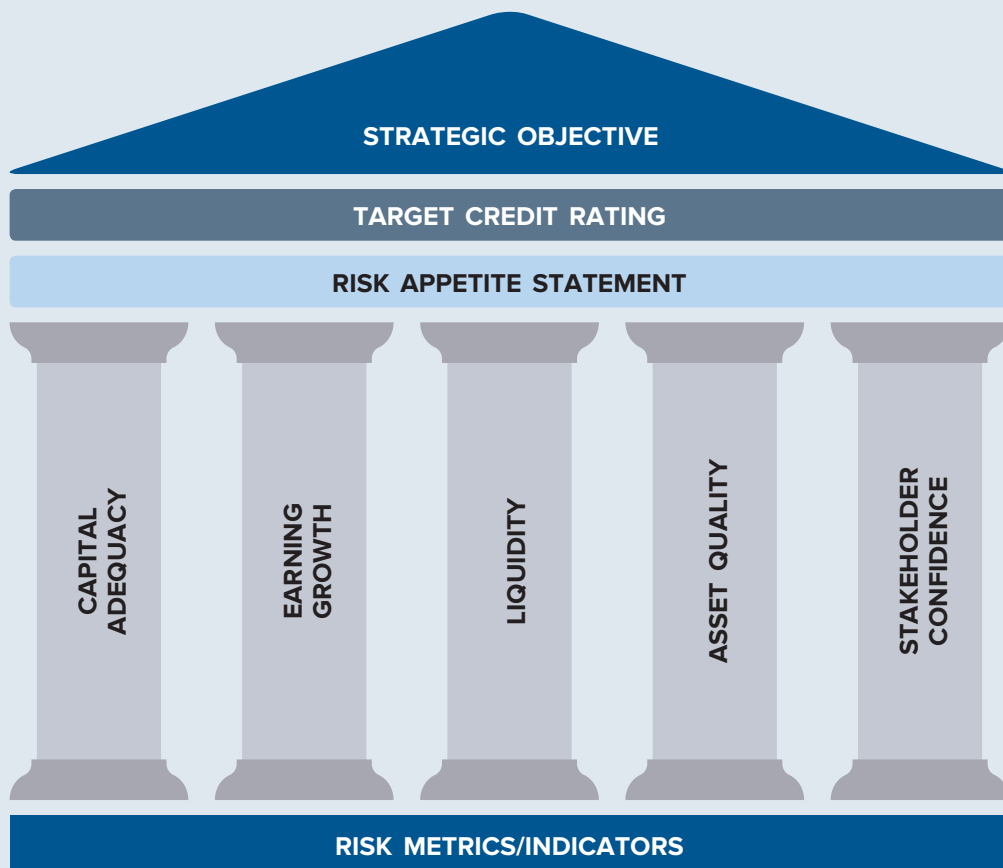 STRATEGIC OBJECTIVE
TARGET CREDIT RATING
RISK APPETITE STATEMENT
CAPITAL
ADEQUACY
EARNING
GROWTH
LIQUIDITY
ASSET QUALITY
STAKEHOLDER
CONFIDENCE
RISK METRICS/INDICATORS